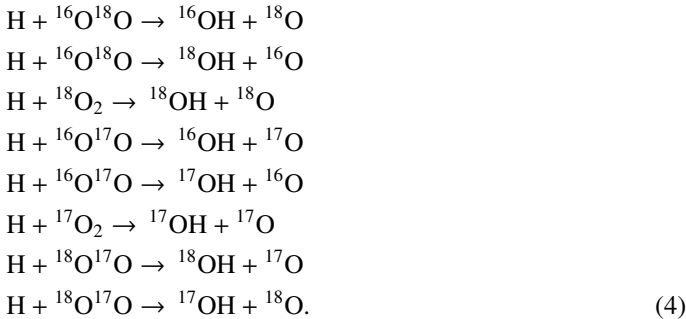 H + ¹⁶O¹⁸O → ¹⁶OH + ¹⁸O
H + ¹⁶O¹⁸O → ¹⁸OH + ¹⁶O
H + ¹⁸O₂ → ¹⁸OH + ¹⁸O
H + ¹⁶O¹⁷O → ¹⁶OH + ¹⁷O
H + ¹⁶O¹⁷O → ¹⁷OH + ¹⁶O
H + ¹⁷O₂ → ¹⁷OH + ¹⁷O
H + ¹⁸O¹⁷O → ¹⁸OH + ¹⁷O
H + ¹⁸O¹⁷O → ¹⁷OH + ¹⁸O. (4)